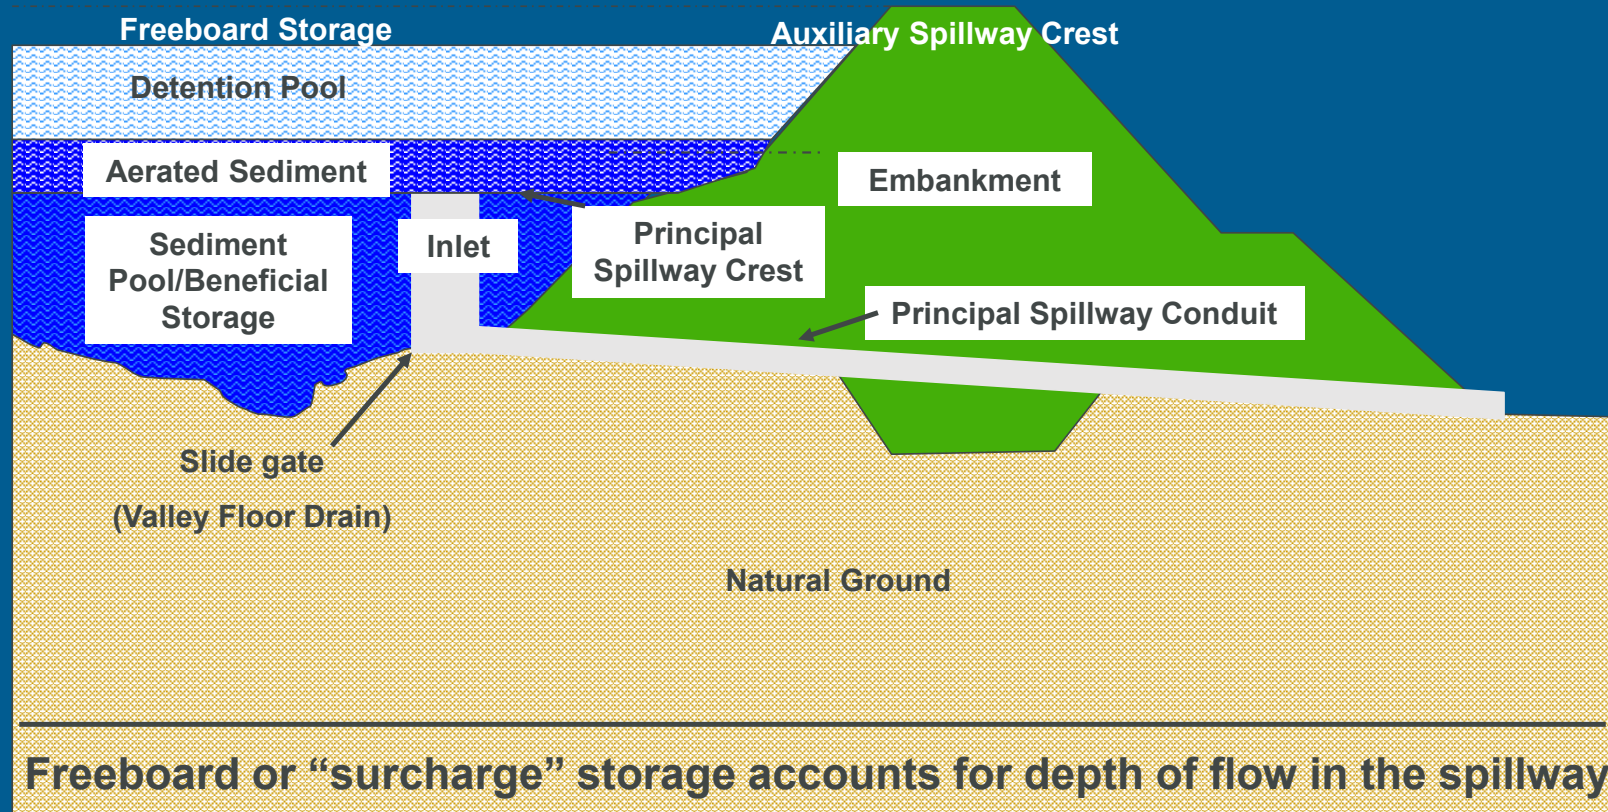 Freeboard Storage
Auxiliary Spillway Crest
Detention Pool
Aerated Sediment
Embankment
Sediment
Pool/Beneficial
Storage
Inlet
Principal
Spillway Crest
Principal Spillway Conduit
Slide gate
(Valley Floor Drain)
Natural Ground
Freeboard or “surcharge” storage accounts for depth of flow in the spillway